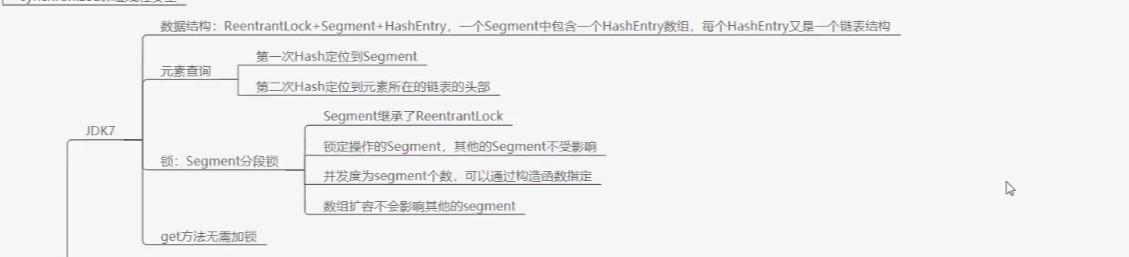 数据结构：ReentrantLock+Segment+HashEntry，一个Segment中包含一个HashEntry数组，每个HashEntry又是一个链表结构
第一次Hash定位到Segment
元素查询
第二次Hash定位到元素所在的链表的头部
Segment继承了ReentrantLock
JDK7
锁定操作的Segment，其他的Segment不受影响
锁：Segment分段锁
并发度为segment个数，可以通过构造函数指定
数组扩容不会影响其他的segment
get方法无需加锁